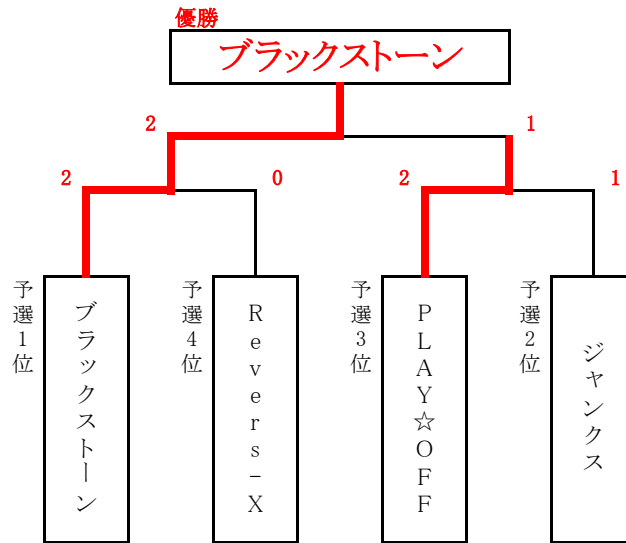 優勝
ブラックストーン
2
1
2
0
2
1
予選1位
ブラックストーン
予選4位
Revers-X
予選3位
PLAY☆OFF
予選2位
ジャンクス